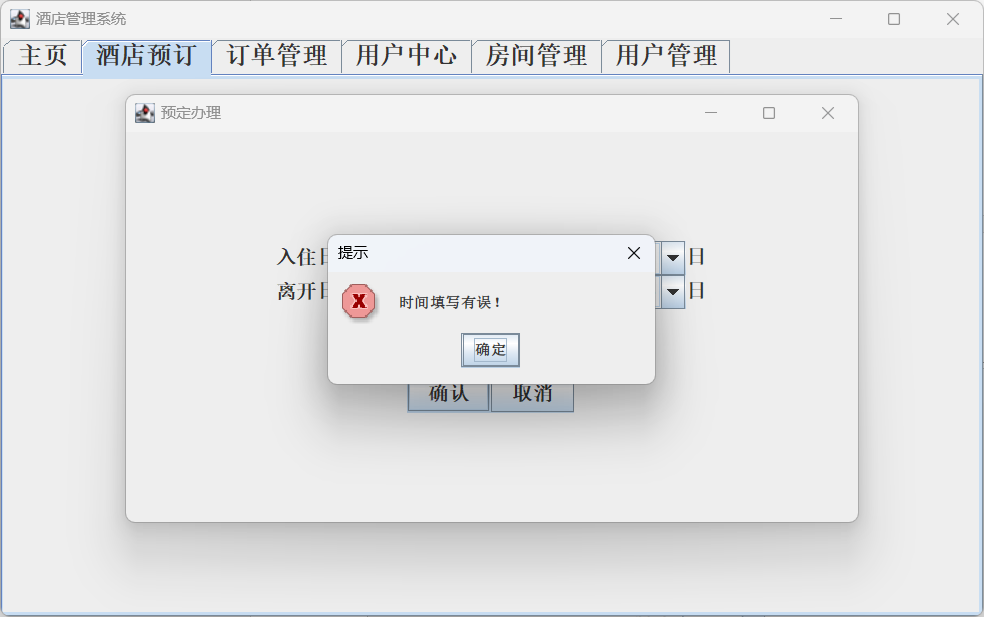 酒店管理系统
主页 酒店预订 订单管理 用户中心 房间管理 用户管理
预定办理
提示
入住日 日
时间填写有误!
离开日 日
确定
确认 取消